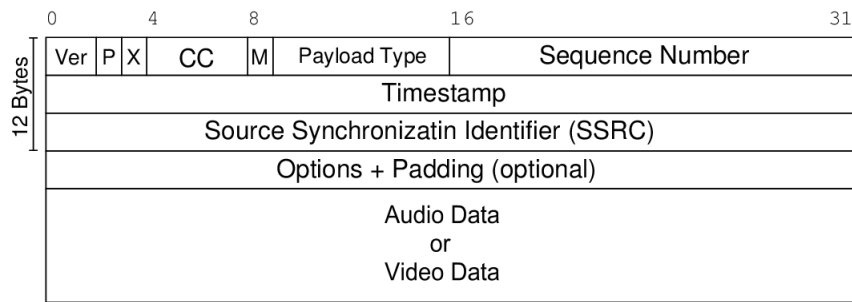 0 4 8 16 31
Ver P X CC M Payload Type Sequence Number
Timestamp
Source Synchronizatin Identifier (SSRC)
12 Bytes
Options + Padding (optional)
Audio Data
or
Video Data